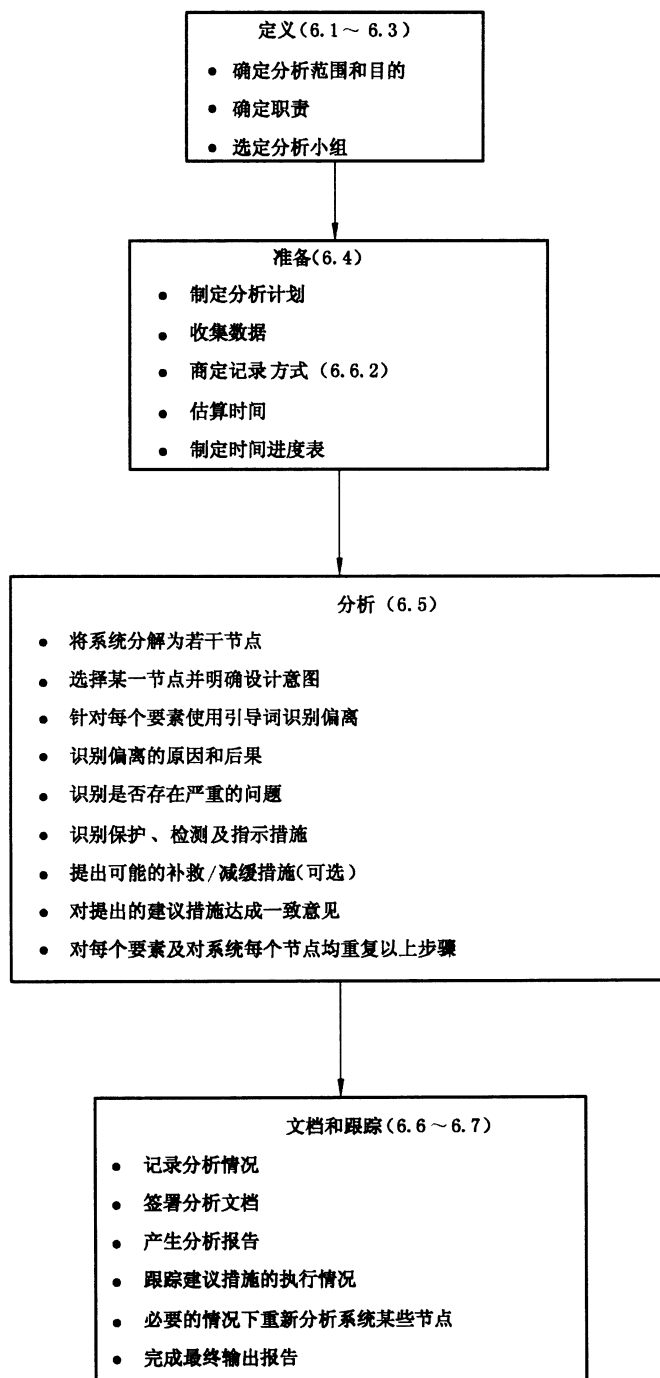 定义(6.1～6.3)
● 确定分析范围和目的
● 确定职责
● 选定分析小组
准备(6.4)
● 制定分析计划
● 收集数据
● 商定记录方式(6.6.2)
● 估算时间
● 制定时间进度表
分析(6.5)
● 将系统分解为若干节点
● 选择某一节点并明确设计意图
● 针对每个要素使用引导词识别偏离
● 识别偏离的原因和后果
● 识别是否存在严重的问题
● 识别保护、检测及指示措施
● 提出可能的补救/减缓措施(可选)
● 对提出的建议措施达成一致意见
● 对每个要素及对系统每个节点均重复以上步骤
文档和跟踪(6.6～6.7)
● 记录分析情况
● 签署分析文档
● 产生分析报告
● 跟踪建议措施的执行情况
● 必要的情况下重新分析系统某些节点
● 完成最终输出报告